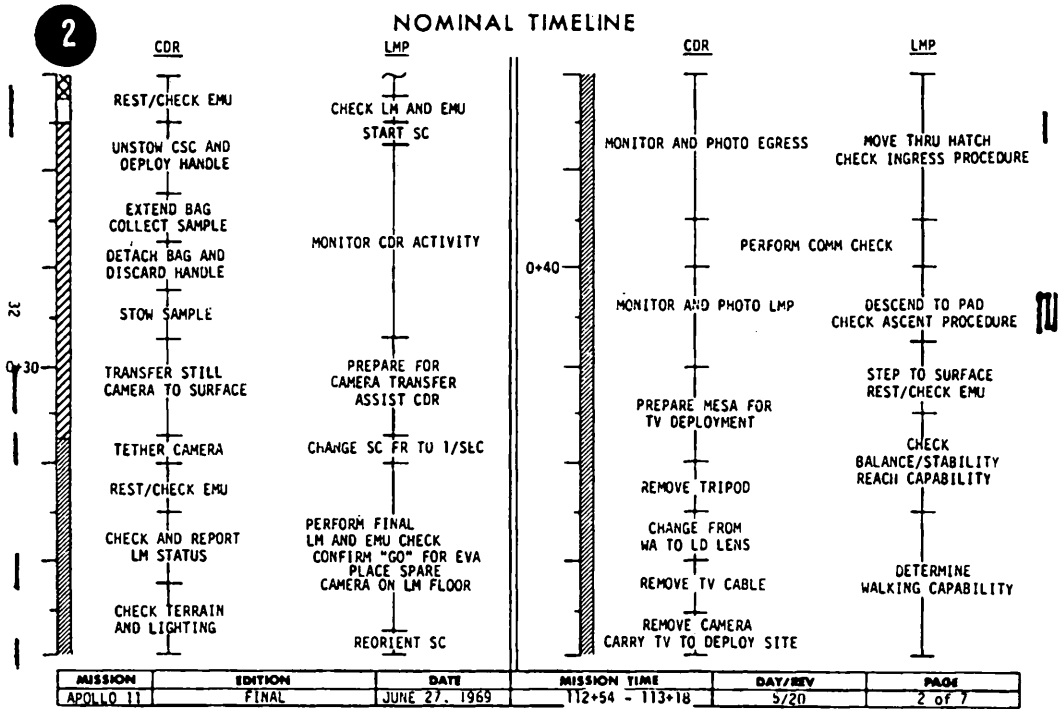 2
NOMINAL TIMELINE
CDR
LMP
CDR
LMP
REST/CHECK EMU
UNSTOW CSC AND
DEPLOY HANDLE
EXTEND BAG
COLLECT SAMPLE
DETACH BAG AND
DISCARD HANDLE
STOW SAMPLE
32
0+30
TRANSFER STILL
CAMERA TO SURFACE
TETHER CAMERA
REST/CHECK EMU
CHECK AND REPORT
LM STATUS
CHECK TERRAIN
AND LIGHTING
CHECK LM AND EMU
START SC
MONITOR CDR ACTIVITY
PREPARE FOR
CAMERA TRANSFER
ASSIST CDR
CHANGE SC FR TO 1/SEC
PERFORM FINAL
LM AND EMU CHECK
CONFIRM "GO" FOR EVA
PLACE SPARE
CAMERA ON LM FLOOR
REORIENT SC
MONITOR AND PHOTO EGRESS
PERFORM COMM CHECK
0+40
MONITOR AND PHOTO LMP
PREPARE MESA FOR
TV DEPLOYMENT
REMOVE TRIPOD
CHANGE FROM
WA TO LD LENS
REMOVE TV CABLE
REMOVE CAMERA
CARRY TV TO DEPLOY SITE
MOVE THRU HATCH
CHECK INGRESS PROCEDURE
DESCEND TO PAD
CHECK ASCENT PROCEDURE
STEP TO SURFACE
REST/CHECK EMU
CHECK
BALANCE/STABILITY
REACH CAPABILITY
DETERMINE
WALKING CAPABILITY
MISSION EDITION DATE MISSION TIME DAY/REV PAGE
APOLLO 11 FINAL JUNE 27, 1969 112+54 - 113+18 5/20 2 of 7